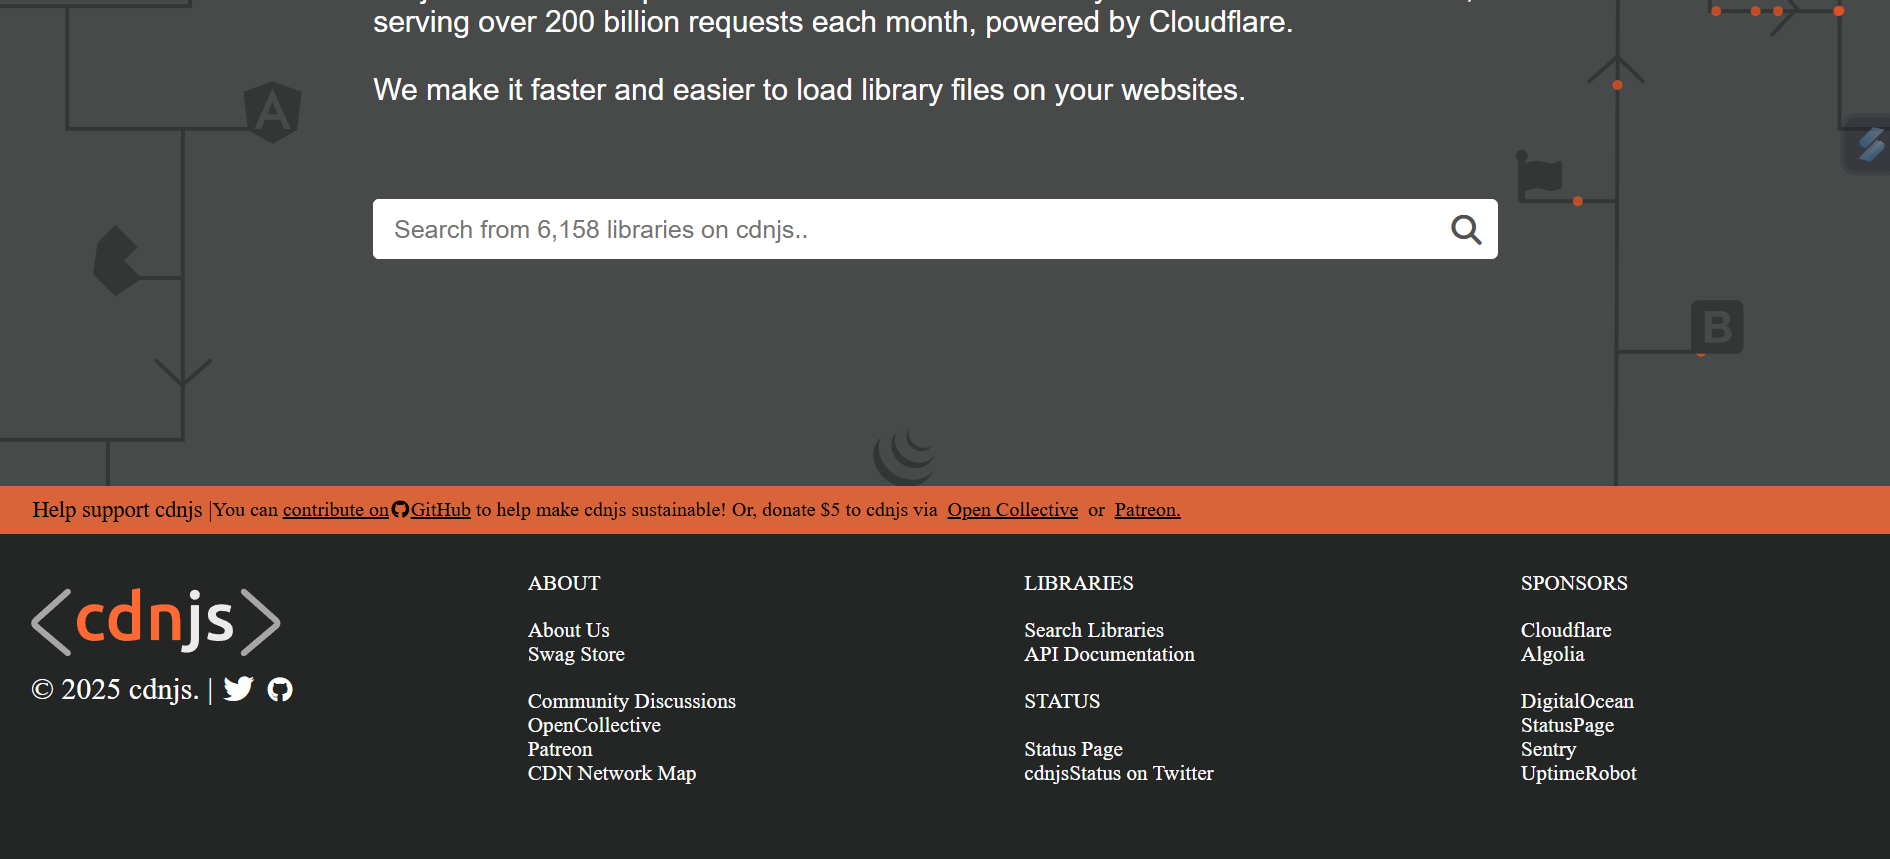 serving over 200 billion requests each month, powered by Cloudflare.
We make it faster and easier to load library files on your websites.
A
Search from 6,158 libraries on cdnjs..
B
Help support cdnjs |You can contribute on GitHub to help make cdnjs sustainable! Or, donate $5 to cdnjs via Open Collective or Patreon.
<cdnjs>
© 2025 cdnjs. |
ABOUT
About Us
Swag Store
Community Discussions
OpenCollective
Patreon
CDN Network Map
LIBRARIES
Search Libraries
API Documentation
STATUS
Status Page
cdnjsStatus on Twitter
SPONSORS
Cloudflare
Algolia
DigitalOcean
StatusPage
Sentry
UptimeRobot